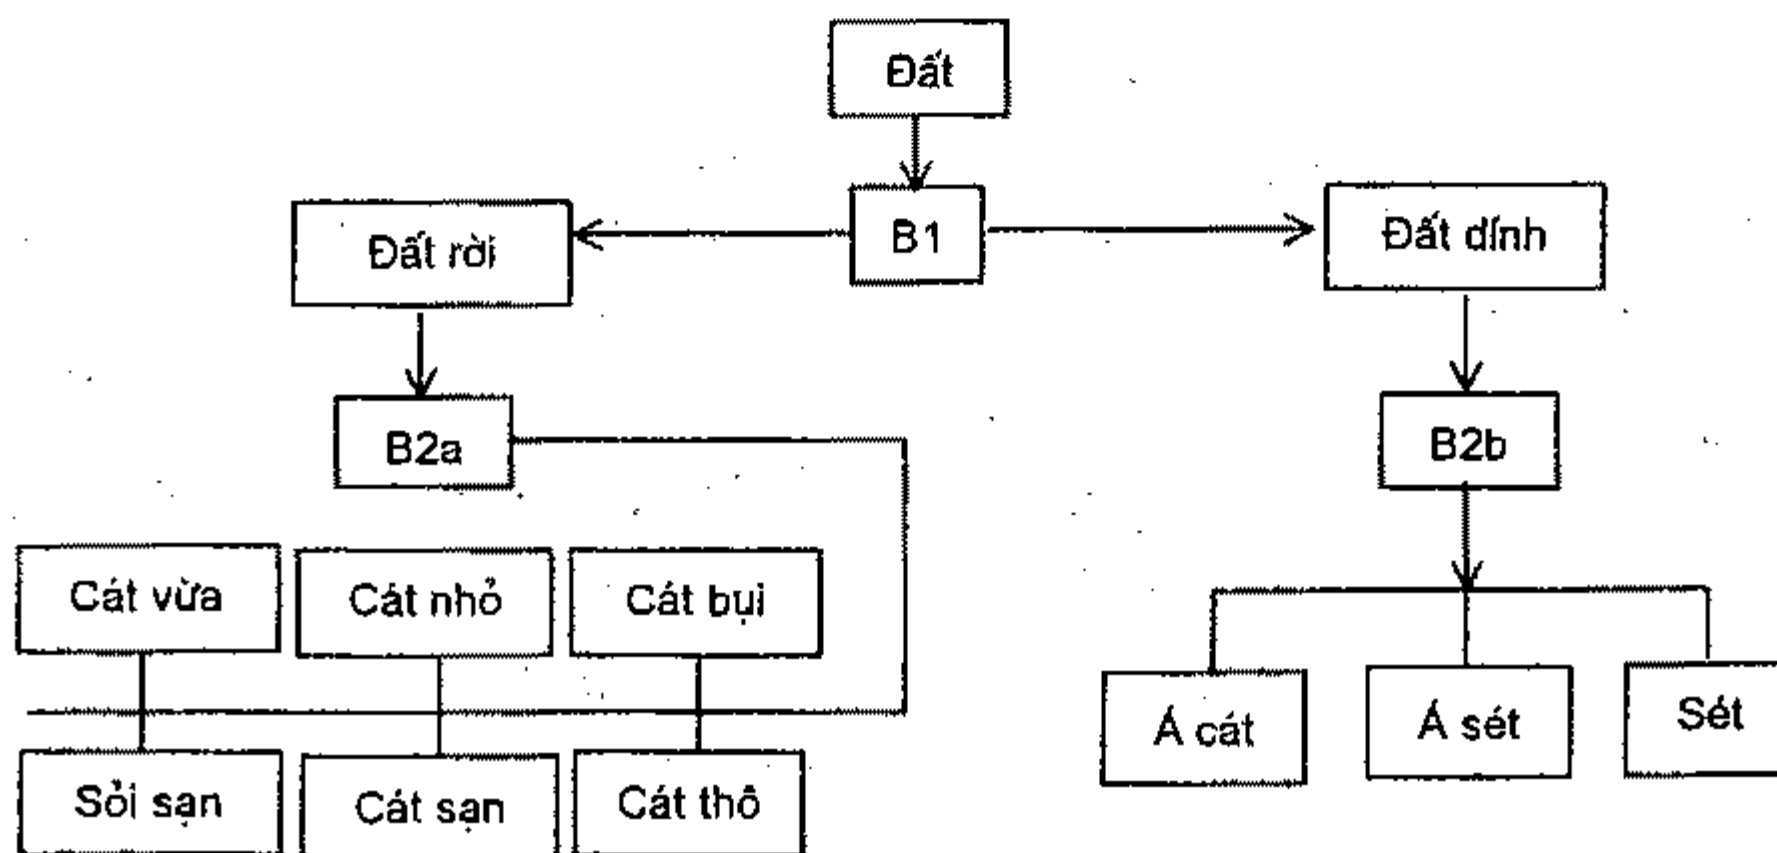 Đất
Đất rời
B1
Đất dính
B2a
B2b
Cát vừa
Cát nhỏ
Cát bụi
Á cát
Á sét
Sét
Sỏi sạn
Cát sạn
Cát thô